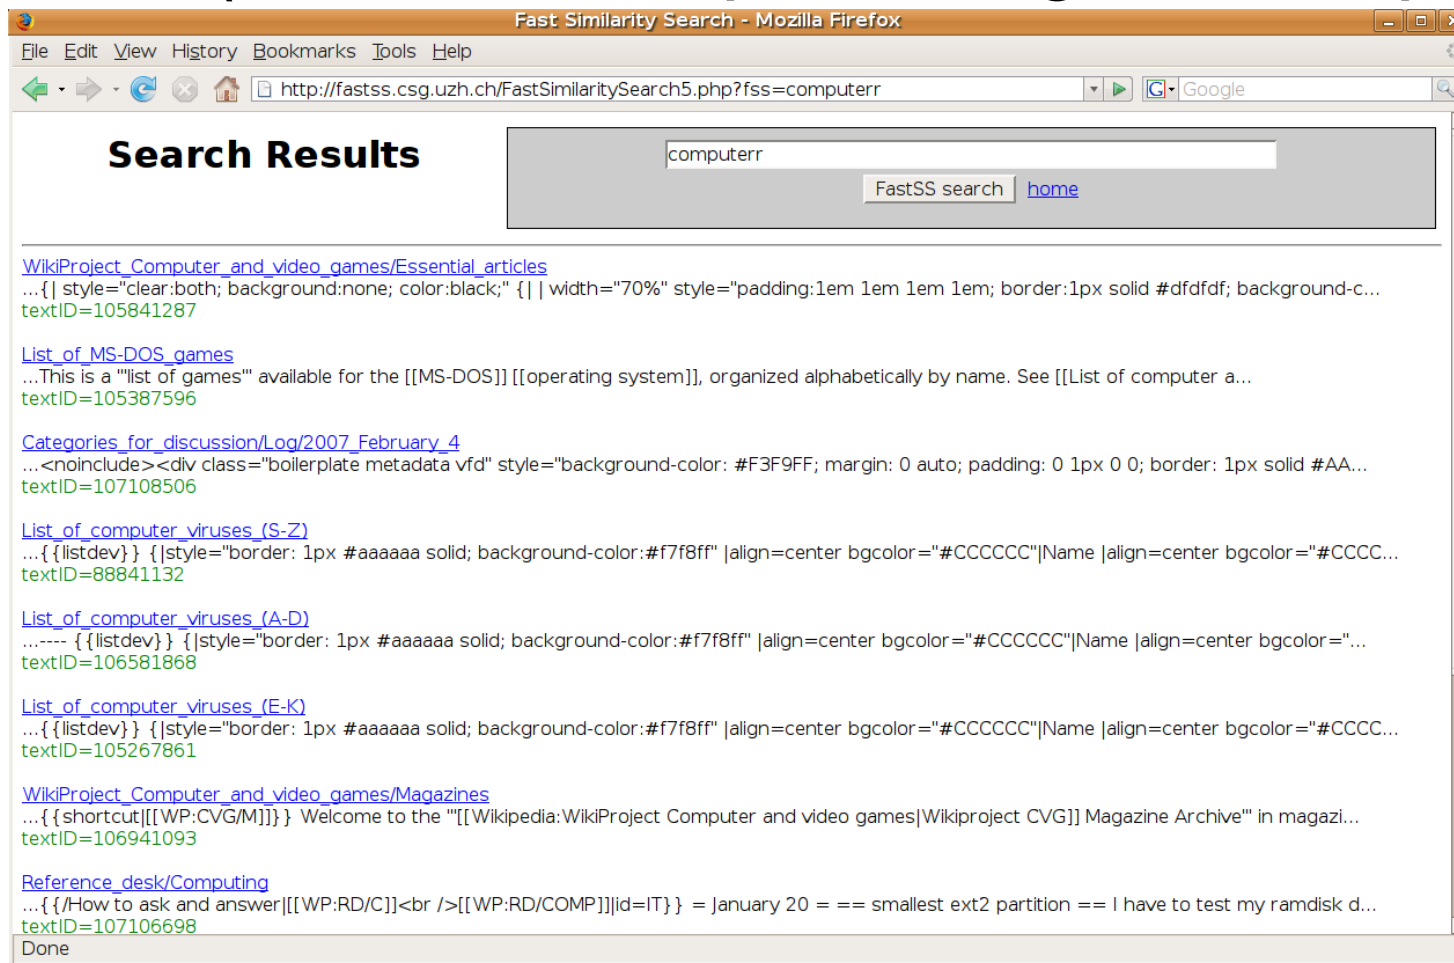 Fast Similarity Search - Mozilla Firefox
File Edit View History Bookmarks Tools Help
http://fastss.csg.uzh.ch/FastSimilaritySearch5.php?fss=computerr
G Google
Search Results
computerr
FastSS search home
WikiProject_Computer_and_video_games/Essential_articles
...{| style="clear:both; background:none; color:black;" {| | width="70%" style="padding:1em 1em 1em 1em; border:1px solid #dfdfdf; background-c...
textID=105841287
List_of_MS-DOS_games
...This is a '''list of games''' available for the [[MS-DOS]] [[operating system]], organized alphabetically by name. See [[List of computer a...
textID=105387596
Categories_for_discussion/Log/2007_February_4
...<noinclude><div class="boilerplate metadata vfd" style="background-color: #F3F9FF; margin: 0 auto; padding: 0 1px 0 0; border: 1px solid #AA...
textID=107108506
List_of_computer_viruses_(S-Z)
...{{listdev}} {|style="border: 1px #aaaaaa solid; background-color:#f7f8ff" |align=center bgcolor="#CCCCCC"|Name |align=center bgcolor="#CCCC...
textID=88841132
List_of_computer_viruses_(A-D)
...---- {{listdev}} {|style="border: 1px #aaaaaa solid; background-color:#f7f8ff" |align=center bgcolor="#CCCCCC"|Name |align=center bgcolor="...
textID=106581868
List_of_computer_viruses_(E-K)
...{{listdev}} {|style="border: 1px #aaaaaa solid; background-color:#f7f8ff" |align=center bgcolor="#CCCCCC"|Name |align=center bgcolor="#CCCC...
textID=105267861
WikiProject_Computer_and_video_games/Magazines
...{{shortcut|[[WP:CVG/M]]}} Welcome to the '''[[Wikipedia:WikiProject Computer and video games|Wikiproject CVG]] Magazine Archive''' in magazi...
textID=106941093
Reference_desk/Computing
...{{/How to ask and answer|[[WP:RD/C]]<br />[[WP:RD/COMP]]|id=IT}} = January 20 = == smallest ext2 partition == I have to test my ramdisk d...
textID=107106698
Done